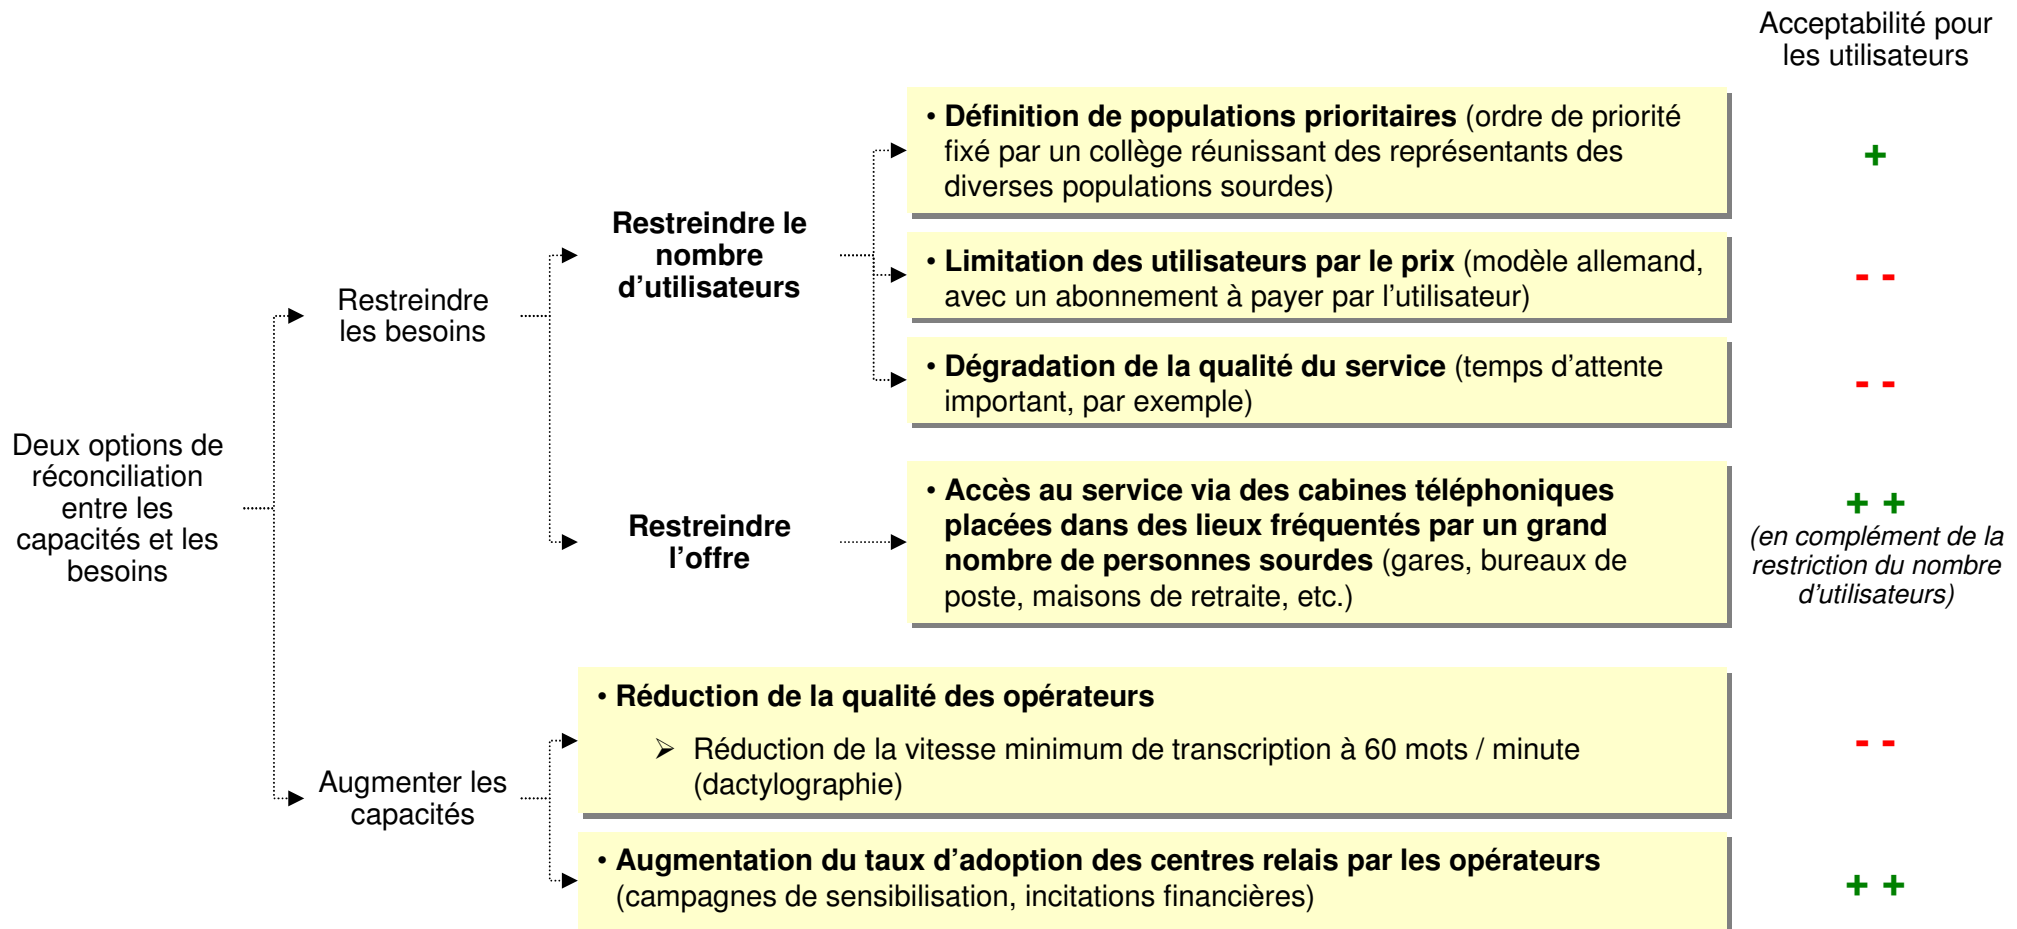 Acceptabilité pour
les utilisateurs
• Définition de populations prioritaires (ordre de priorité
fixé par un collège réunissant des représentants des
diverses populations sourdes)
+
Restreindre le
nombre
d’utilisateurs
• Limitation des utilisateurs par le prix (modèle allemand,
avec un abonnement à payer par l’utilisateur)
- -
Restreindre
les besoins
• Dégradation de la qualité du service (temps d’attente
important, par exemple)
- -
Deux options de
réconciliation
entre les
capacités et les
besoins
Restreindre
l’offre
• Accès au service via des cabines téléphoniques
placées dans des lieux fréquentés par un grand
nombre de personnes sourdes (gares, bureaux de
poste, maisons de retraite, etc.)
+ +
(en complément de la
restriction du nombre
d’utilisateurs)
Augmenter les
capacités
• Réduction de la qualité des opérateurs
➢ Réduction de la vitesse minimum de transcription à 60 mots / minute
(dactylographie)
- -
• Augmentation du taux d’adoption des centres relais par les opérateurs
(campagnes de sensibilisation, incitations financières)
+ +